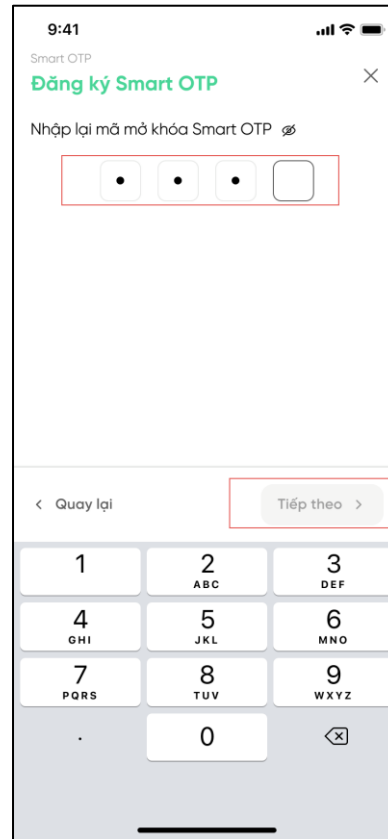 9:41
Smart OTP
Đăng ký Smart OTP
Nhập lại mã mở khóa Smart OTP
Quay lại
Tiếp theo
1 2 3
ABC DEF
4 5 6
GHI JKL MNO
7 8 9
PQRS TUV WXYZ
. 0